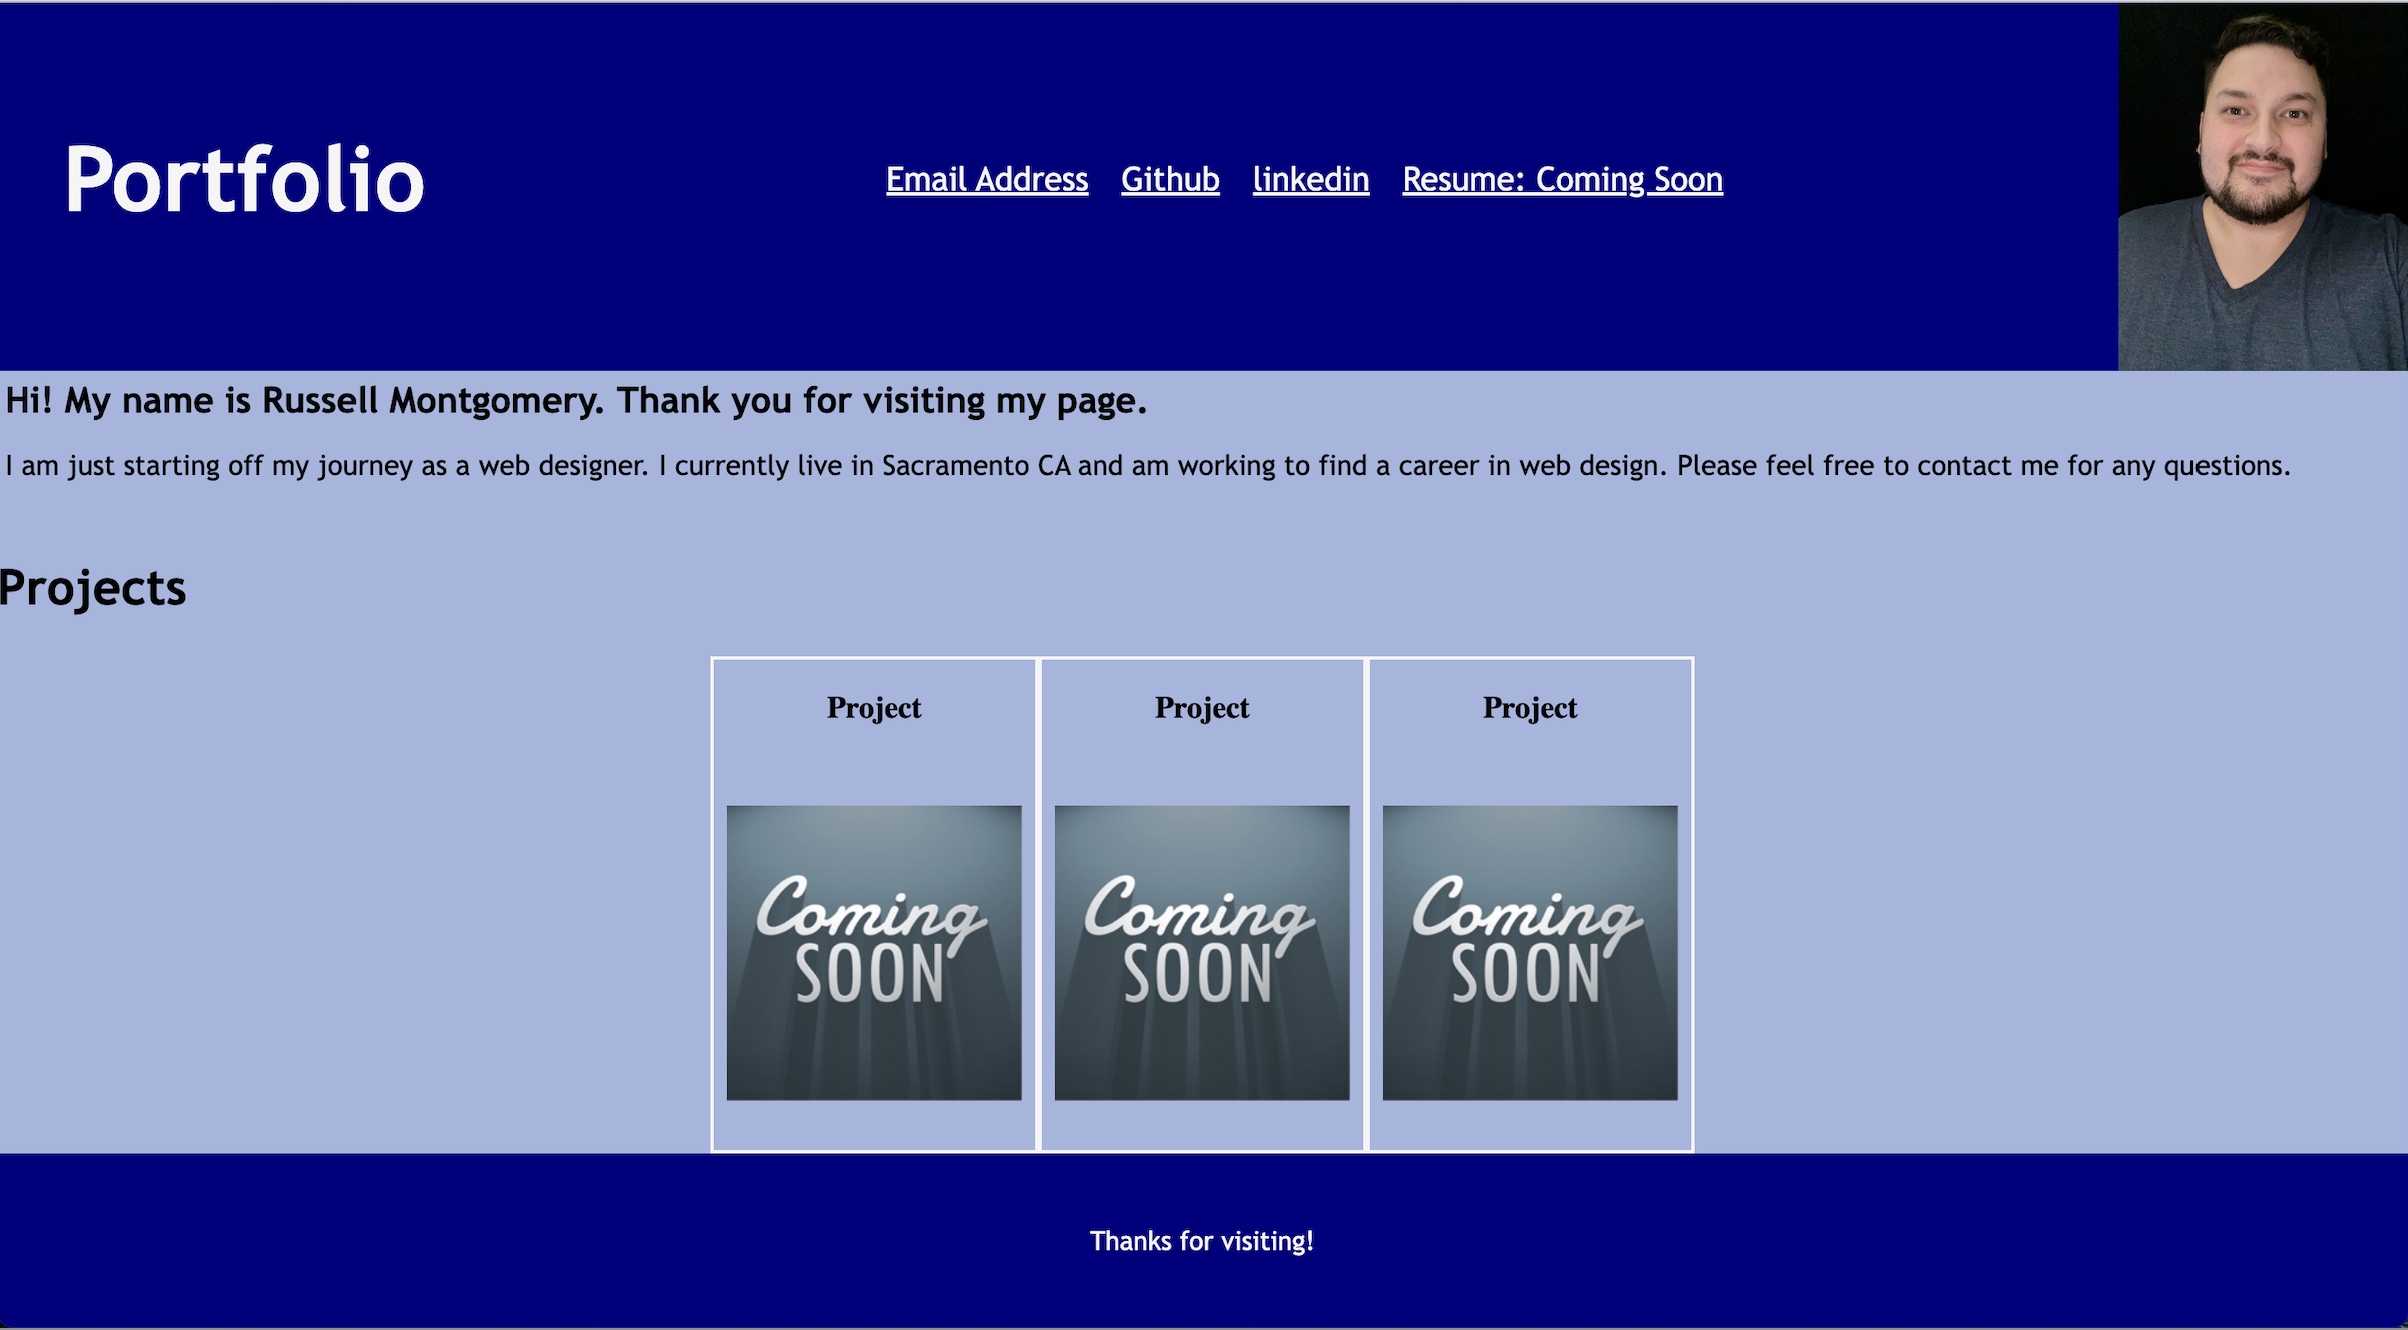 Portfolio
Email Address Github linkedin Resume: Coming Soon
Hi! My name is Russell Montgomery. Thank you for visiting my page.
I am just starting off my journey as a web designer. I currently live in Sacramento CA and am working to find a career in web design. Please feel free to contact me for any questions.
Projects
Project
Coming
SOON
Project
Coming
SOON
Project
Coming
SOON
Thanks for visiting!